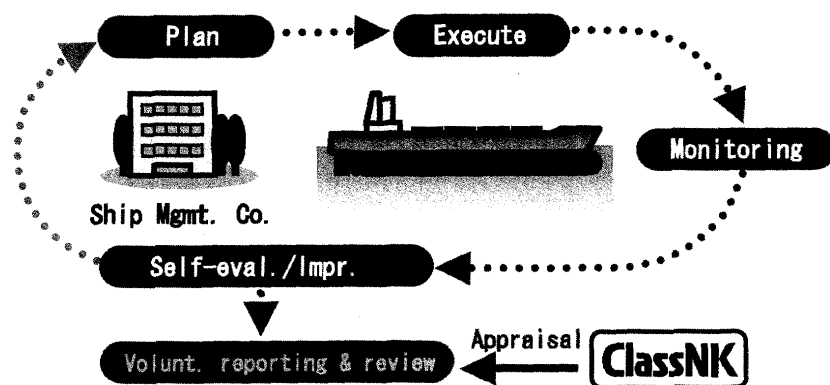 Plan
Execute
Monitoring
Ship Mgmt. Co.
Self-eval./Impr.
Volunt. reporting & review
Appraisal
ClassNK